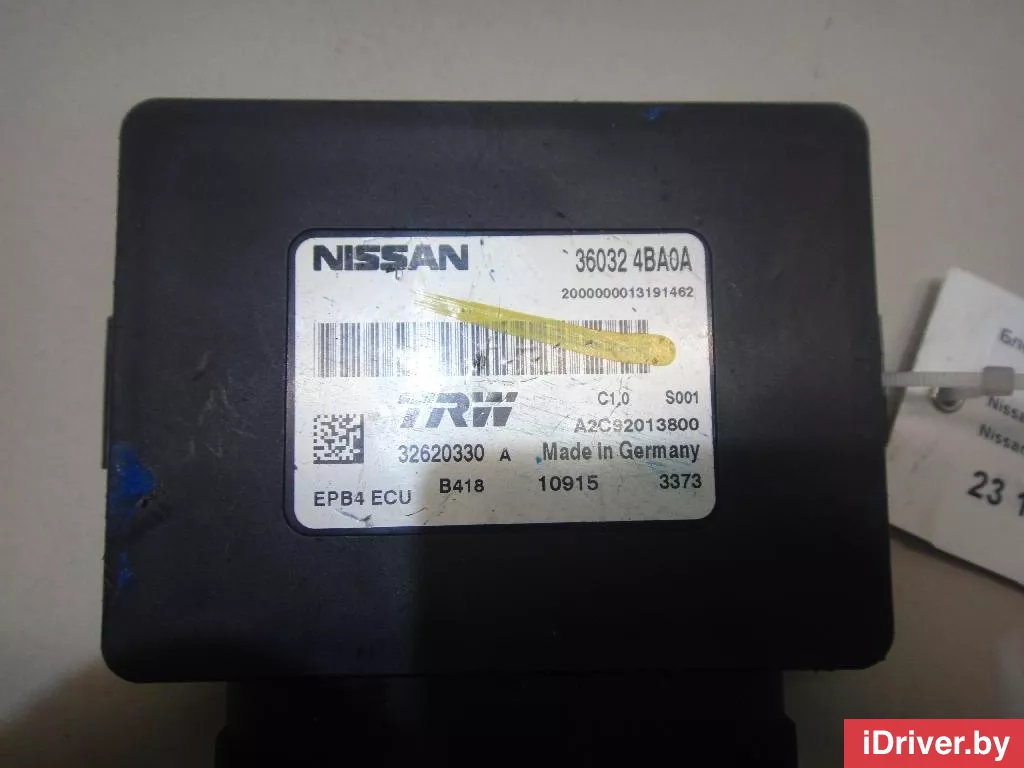 NISSAN 36032 4BA0A
2000000013191462
TRW C1,0 S001
A2C92013800
32620330 A Made in Germany
EPB4 ECU B418 10915 3373
Nissan
23
iDriver.by